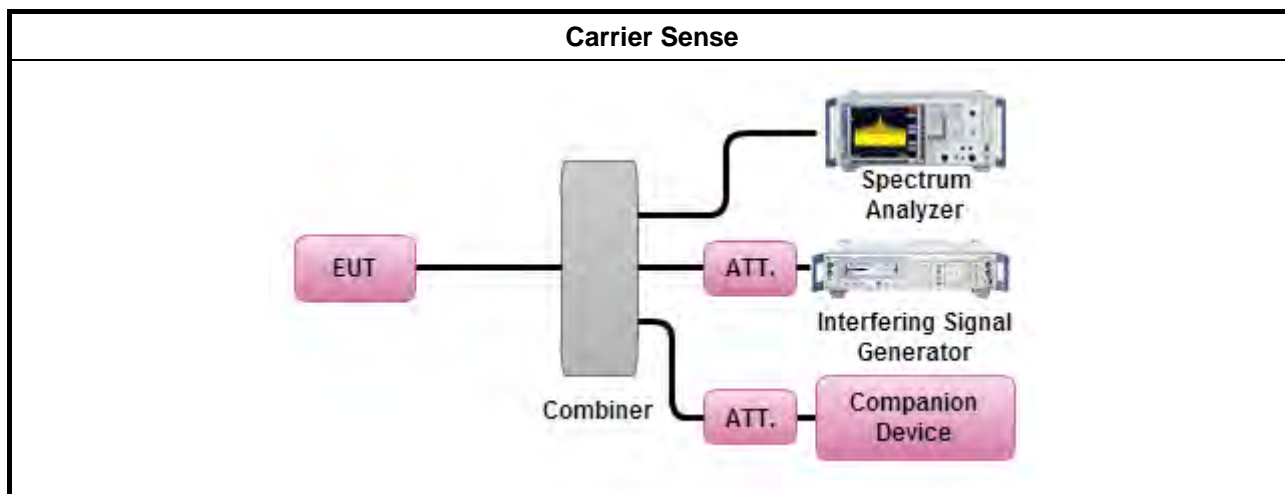 Carrier Sense
Spectrum
Analyzer
EUT
ATT.
Interfering Signal
Generator
Combiner
ATT.
Companion
Device